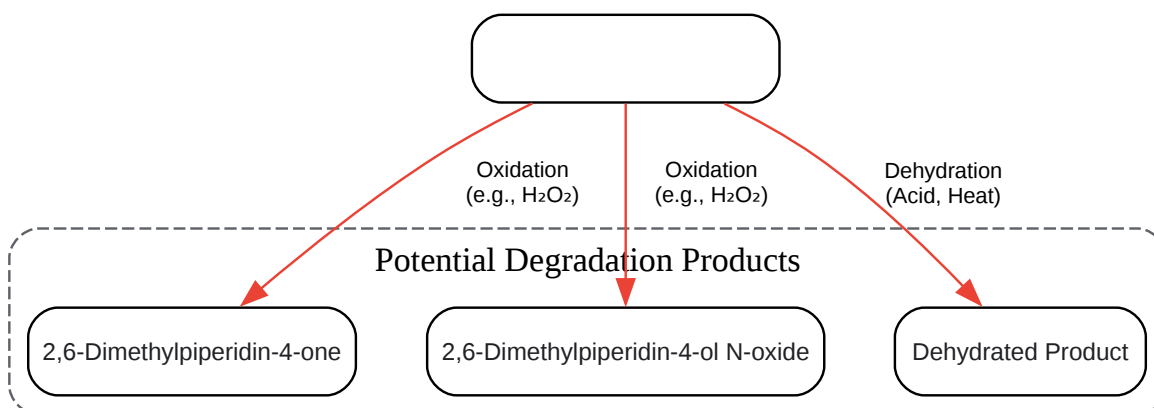 Oxidation
(e.g., H₂O₂)
Oxidation
(e.g., H₂O₂)
Dehydration
(Acid, Heat)
Potential Degradation Products
2,6-Dimethylpiperidin-4-one
2,6-Dimethylpiperidin-4-ol N-oxide
Dehydrated Product